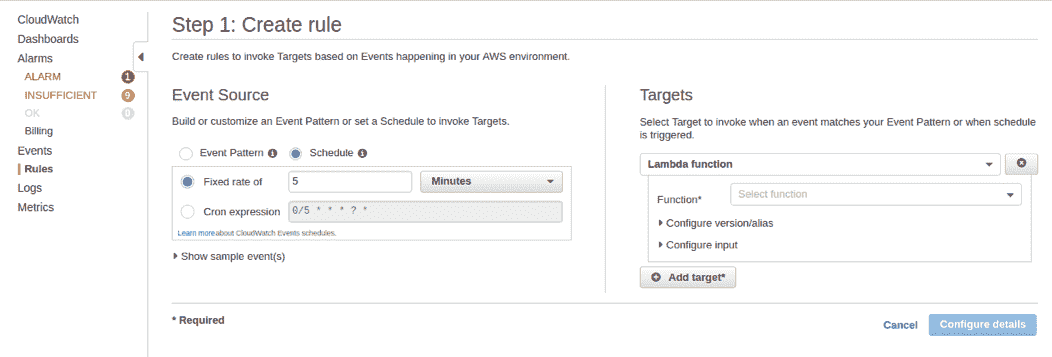 CloudWatch
Dashboards
Alarms
ALARM 1
INSUFFICIENT 9
OK 0
Billing
Events
Rules
Logs
Metrics
Step 1: Create rule
Create rules to invoke Targets based on Events happening in your AWS environment.
Event Source
Build or customize an Event Pattern or set a Schedule to invoke Targets.
Event Pattern Schedule
Fixed rate of 5 Minutes
Cron expression 0/5 * * * ? *
Learn more about CloudWatch Events schedules.
Show sample event(s)
Targets
Select Target to invoke when an event matches your Event Pattern or when schedule
is triggered.
Lambda function
Function* Select function
Configure version/alias
Configure input
Add target*
* Required
Cancel Configure details